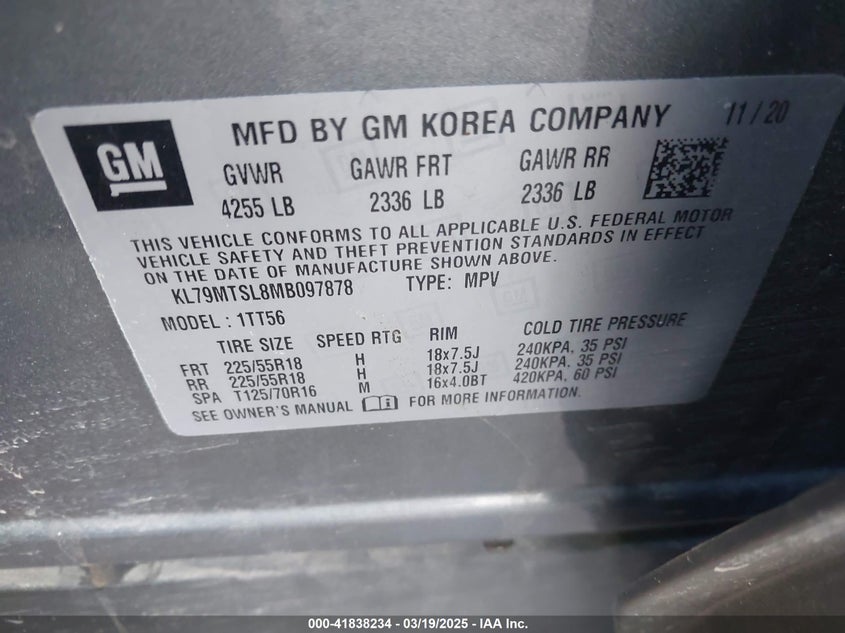 GM
MFD BY GM KOREA COMPANY 11/20
GVWR GAWR FRT GAWR RR
4255 LB 2336 LB 2336 LB
THIS VEHICLE CONFORMS TO ALL APPLICABLE U.S. FEDERAL MOTOR
VEHICLE SAFETY AND THEFT PREVENTION STANDARDS IN EFFECT
ON THE DATE OF MANUFACTURE SHOWN ABOVE.
KL79MTSL8MB097878 TYPE: MPV
MODEL : 1TT56
TIRE SIZE SPEED RTG RIM COLD TIRE PRESSURE
FRT 225/55R18 H 18x7.5J 240KPA. 35 PSI
RR 225/55R18 H 18x7.5J 240KPA. 35 PSI
SPA T125/70R16 M 16x4.0BT 420KPA. 60 PSI
SEE OWNER'S MANUAL FOR MORE INFORMATION.
000-41838234 - 03/19/2025 - IAA Inc.